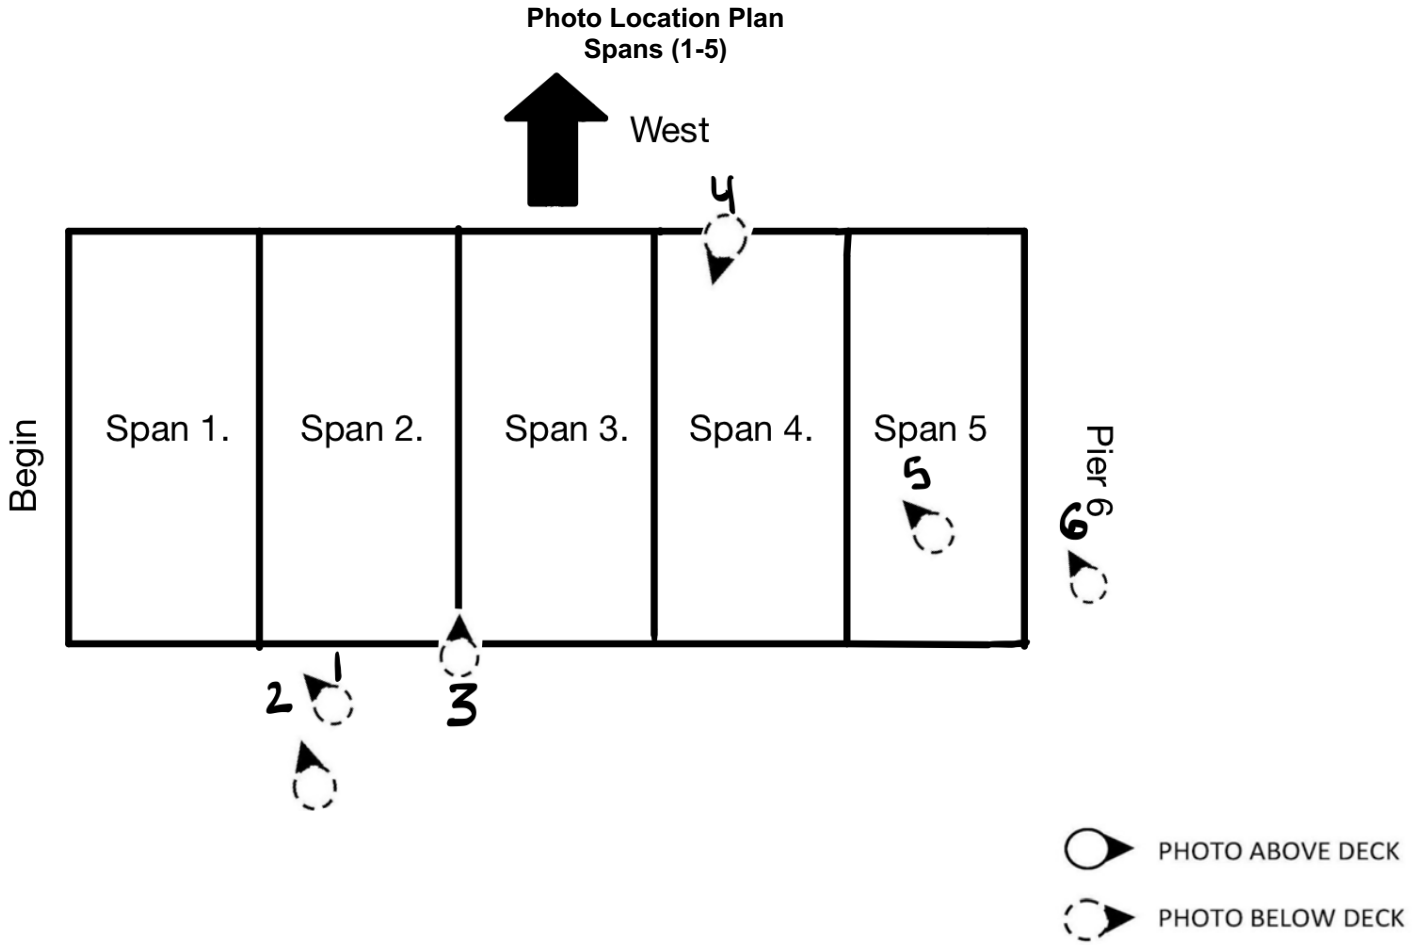 Photo Location Plan
Spans (1-5)
West
4
Span 1.
Span 2.
Span 3.
Span 4.
Span 5
Begin
Pier 6
5
6
1
2
3
PHOTO ABOVE DECK
PHOTO BELOW DECK